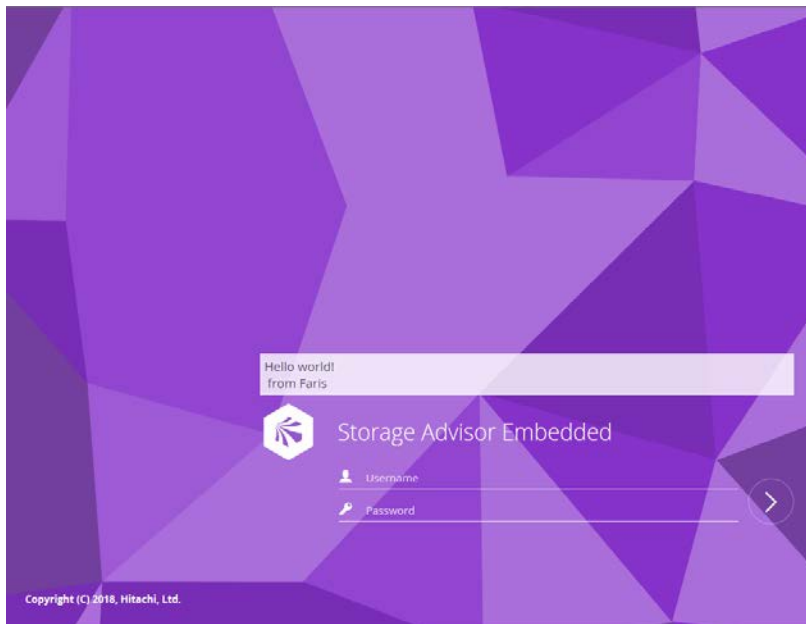 Hello world!
from Faris
Storage Advisor Embedded
Username
Password
Copyright (C) 2018, Hitachi, Ltd.